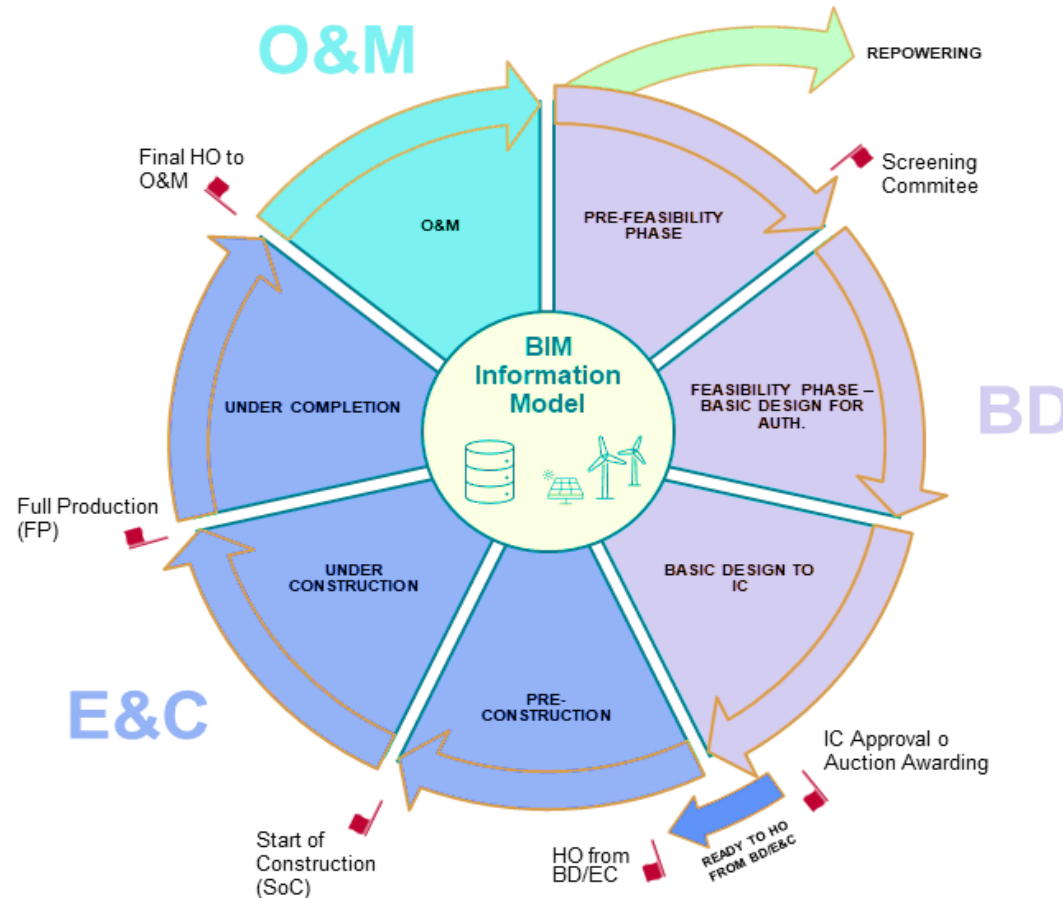 O&M
REPOWERING
Final HO to
O&M
Screening
Commitee
O&M
PRE-FEASIBILITY
PHASE
BIM
Information
Model
UNDER COMPLETION
FEASIBILITY PHASE –
BASIC DESIGN FOR
AUTH.
BD
Full Production
(FP)
UNDER
CONSTRUCTION
BASIC DESIGN TO
IC
E&C
PRE-
CONSTRUCTION
IC Approval o
Auction Awarding
Start of
Construction
(SoC)
HO from
BD/EC
READY TO HO
FROM BD/E&C